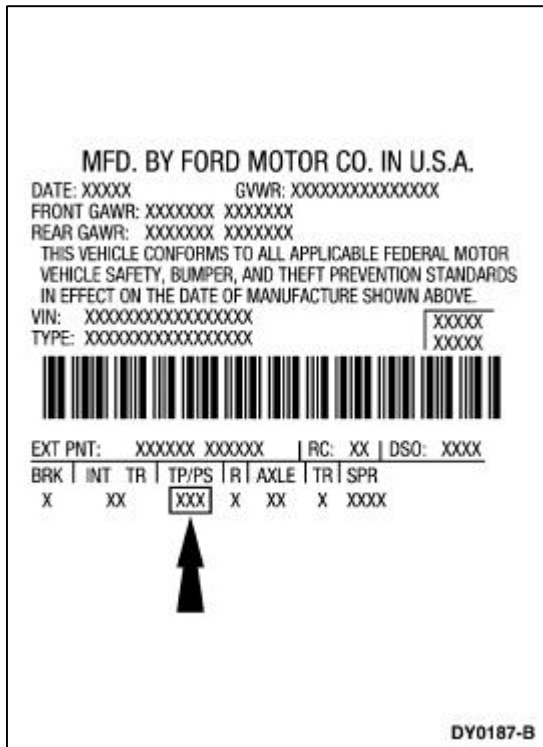 MFD. BY FORD MOTOR CO. IN U.S.A.
DATE: XXXXX GVWR: XXXXXXXXXXXXXXX
FRONT GAWR: XXXXXXX XXXXXXX
REAR GAWR: XXXXXXX XXXXXXX
THIS VEHICLE CONFORMS TO ALL APPLICABLE FEDERAL MOTOR
VEHICLE SAFETY, BUMPER, AND THEFT PREVENTION STANDARDS
IN EFFECT ON THE DATE OF MANUFACTURE SHOWN ABOVE.
VIN: XXXXXXXXXXXXXXXXX XXXXX
TYPE: XXXXXXXXXXXXXXXXX XXXXX
EXT PNT: XXXXXX XXXXXX | RC: XX | DSO: XXXX
BRK | INT TR | TP/PS | R | AXLE | TR | SPR
X XX XXX X XX X XXXX
DY0187-B